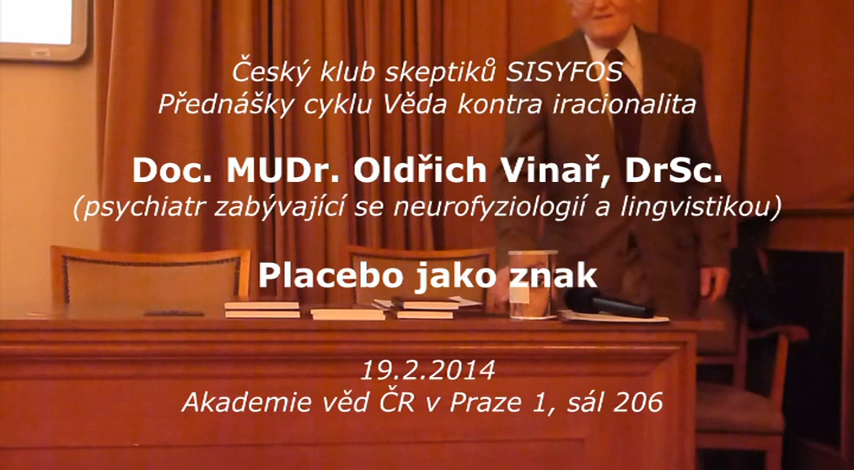 Český klub skeptiků SISYFOS
Přednášky cyklu Věda kontra iracionalita
Doc. MUDr. Oldřich Vinař, DrSc.
(psychiatr zabývající se neurofyziologií a lingvistikou)
Placebo jako znak
19.2.2014
Akademie věd ČR v Praze 1, sál 206